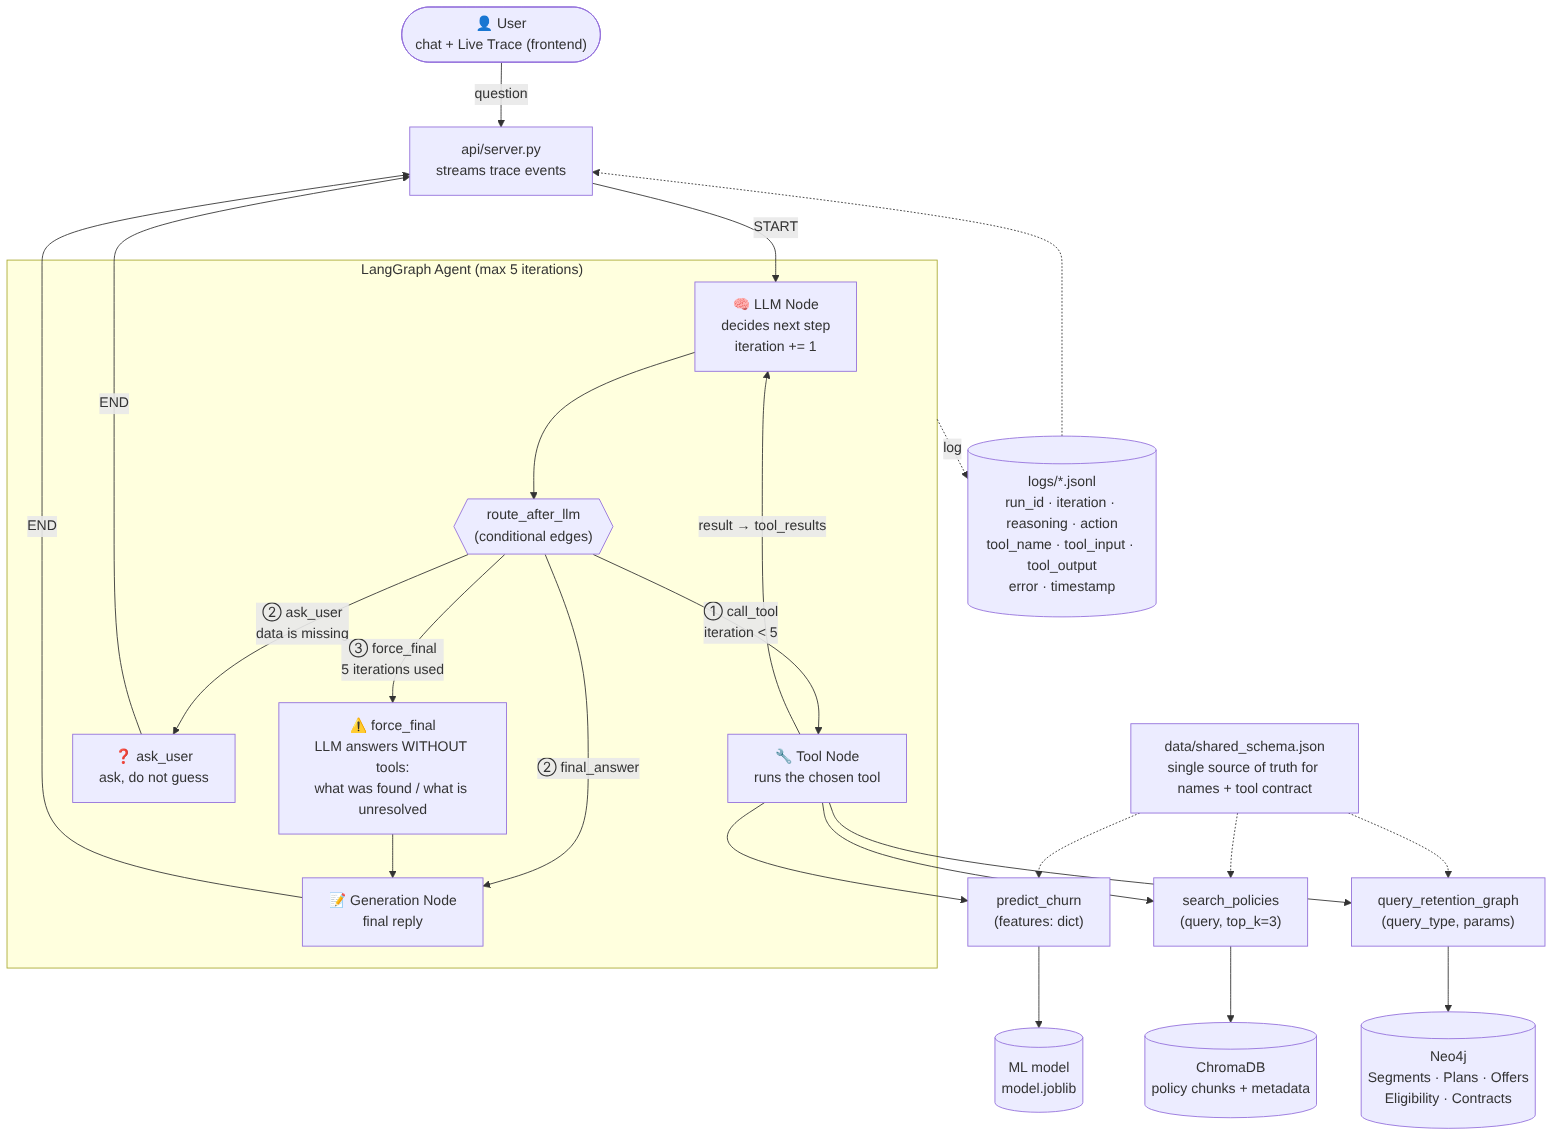 👤 User
chat + Live Trace (frontend)
question
api/server.py
streams trace events
START
LangGraph Agent (max 5 iterations)
🧠 LLM Node
decides next step
iteration += 1
END
log
logs/*.jsonl
run_id · iteration ·
reasoning · action
tool_name · tool_input ·
tool_output
error · timestamp
END
route_after_llm
(conditional edges)
result → tool_results
② ask_user
data is missing
③ force_final
5 iterations used
① call_tool
iteration < 5
❓ ask_user
ask, do not guess
⚠️ force_final
LLM answers WITHOUT
tools:
what was found / what is
unresolved
② final_answer
🔧 Tool Node
runs the chosen tool
data/shared_schema.json
single source of truth for
names + tool contract
📝 Generation Node
final reply
predict_churn
(features: dict)
search_policies
(query, top_k=3)
query_retention_graph
(query_type, params)
ML model
model.joblib
ChromaDB
policy chunks + metadata
Neo4j
Segments · Plans · Offers
Eligibility · Contracts